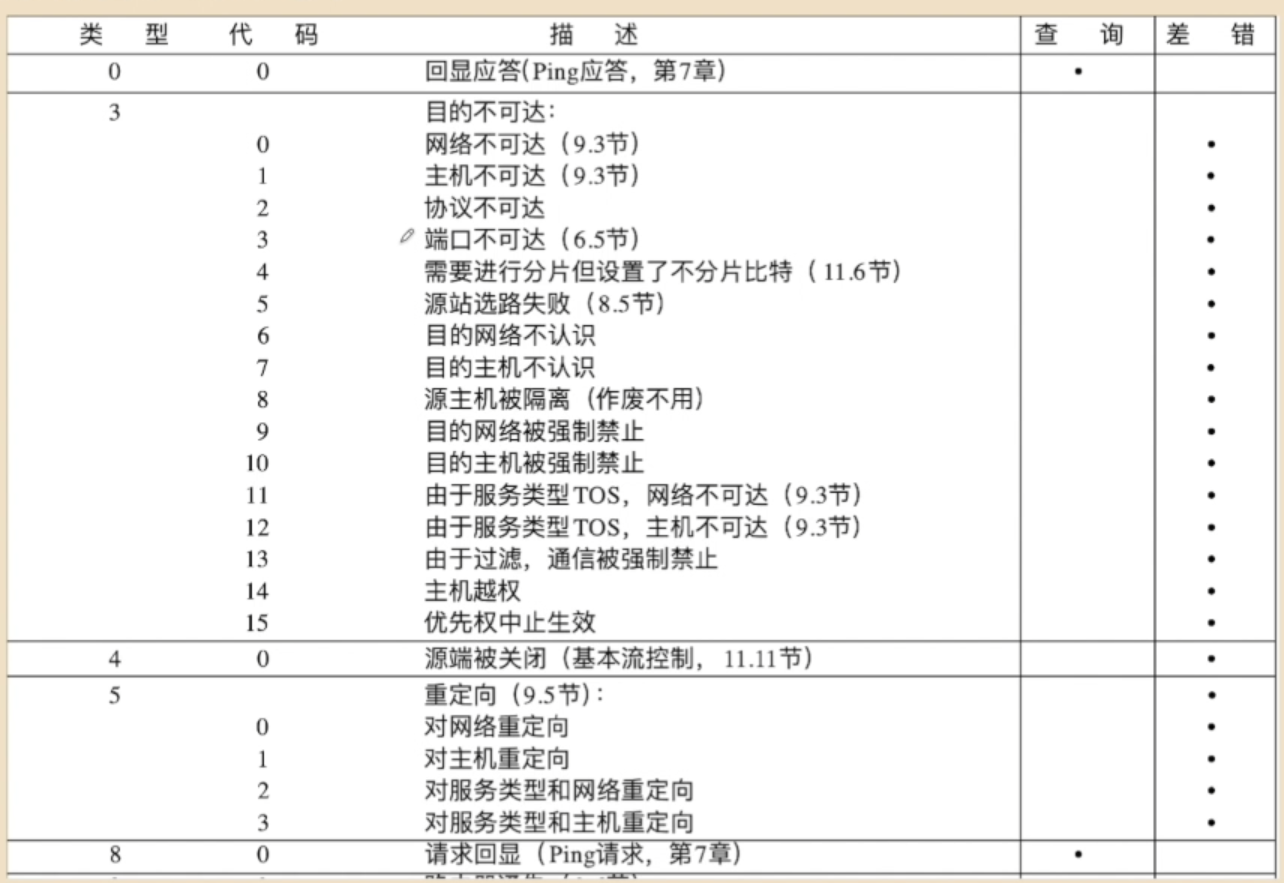 类 型 代 码 描 述 查 询 差 错
0 0 回显应答(Ping应答，第7章) •
3 目的不可达：
0 网络不可达（9.3节） •
1 主机不可达（9.3节） •
2 协议不可达 •
3 端口不可达（6.5节） •
4 需要进行分片但设置了不分片比特（11.6节） •
5 源站选路失败（8.5节） •
6 目的网络不认识 •
7 目的主机不认识 •
8 源主机被隔离（作废不用） •
9 目的网络被强制禁止 •
10 目的主机被强制禁止 •
11 由于服务类型TOS，网络不可达（9.3节） •
12 由于服务类型TOS，主机不可达（9.3节） •
13 由于过滤，通信被强制禁止 •
14 主机越权 •
15 优先权中止生效 •
4 0 源端被关闭（基本流控制，11.11节） •
5 重定向（9.5节）： •
0 对网络重定向 •
1 对主机重定向 •
2 对服务类型和网络重定向 •
3 对服务类型和主机重定向 •
8 0 请求回显（Ping请求，第7章） •